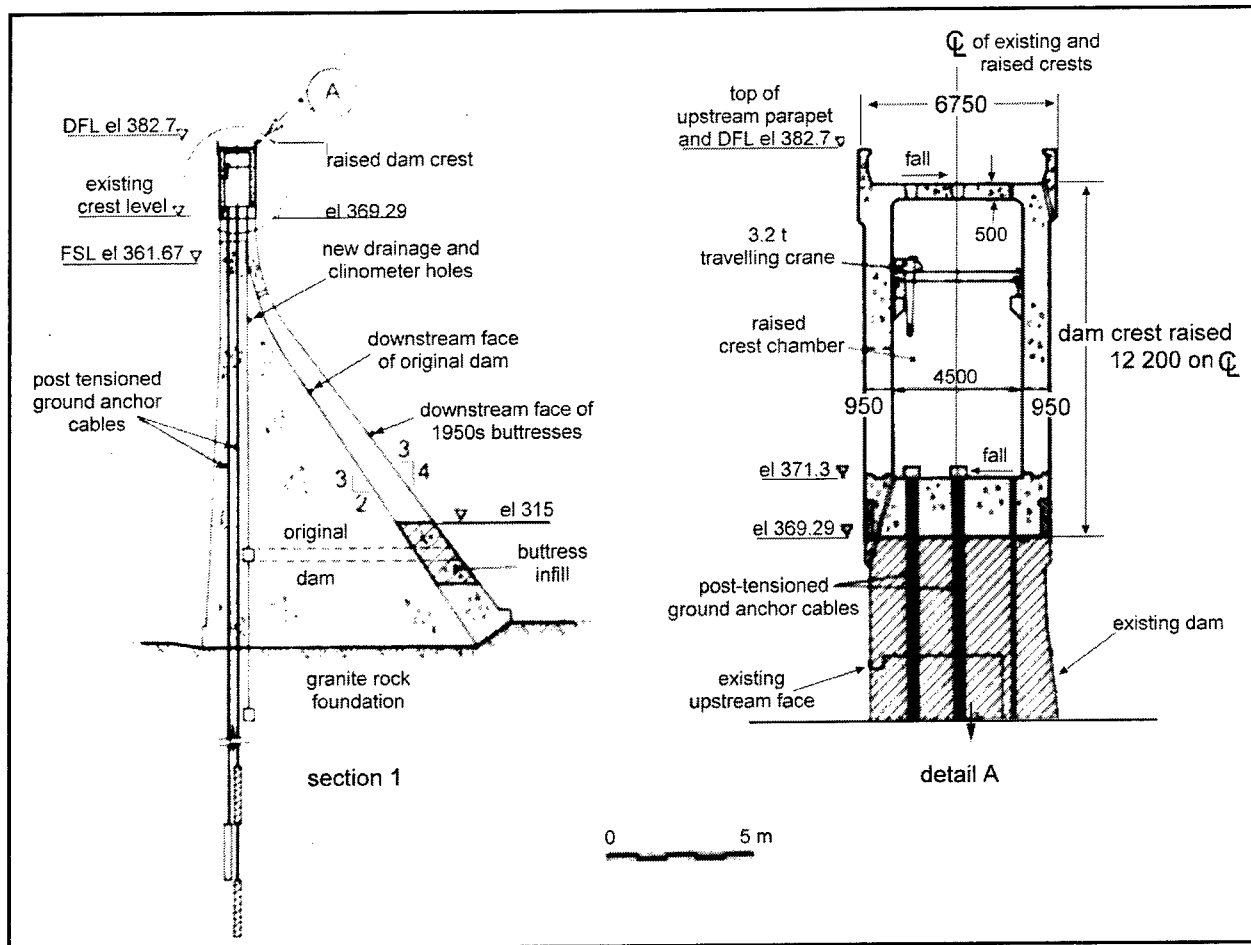 A
DFL el 382.7
raised dam crest
existing
crest level
el 369.29
FSL el 361.67
new drainage and
clinometer holes
downstream face
of original dam
post tensioned
ground anchor
cables
downstream face of
1950s buttresses
3
4
3
2
el 315
original
dam
buttress
infill
granite rock
foundation
section 1
℄ of existing and
raised crests
6750
top of
upstream parapet
and DFL el 382.7
fall
500
3.2 t
travelling crane
raised
crest chamber
dam crest raised
12 200 on ℄
4500
950
950
fall
el 371.3
el 369.29
post-tensioned
ground anchor cables
existing dam
existing
upstream face
detail A
0 5 m